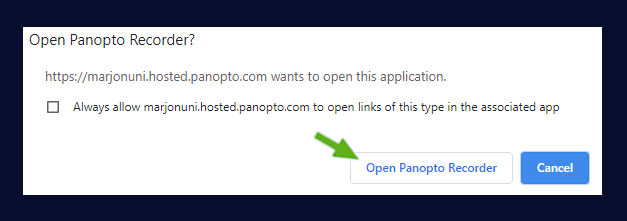 Open Panopto Recorder?
https://marjonuni.hosted.panopto.com wants to open this application.
Always allow marjonuni.hosted.panopto.com to open links of this type in the associated app
Open Panopto Recorder
Cancel